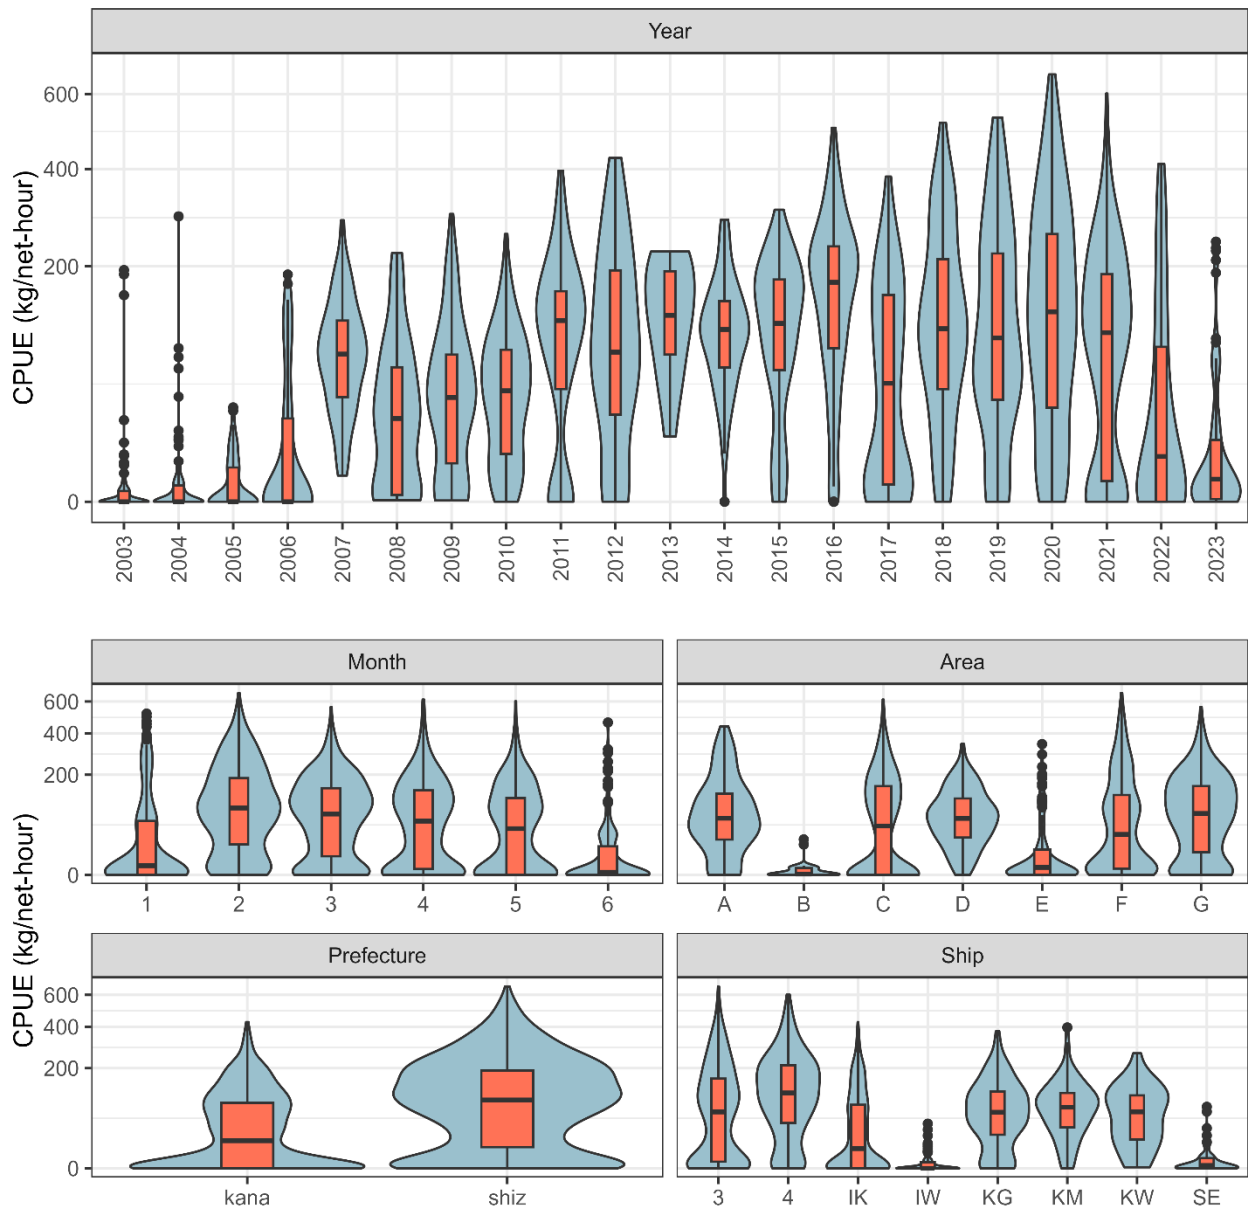 Year
CPUE (kg/net-hour)
600
400
200
0
2003 2004 2005 2006 2007 2008 2009 2010 2011 2012 2013 2014 2015 2016 2017 2018 2019 2020 2021 2022 2023
Month Area
CPUE (kg/net-hour)
600
400
200
0
1 2 3 4 5 6 A B C D E F G
Prefecture Ship
600
400
200
0
kana shiz 3 4 IK IW KG KM KW SE